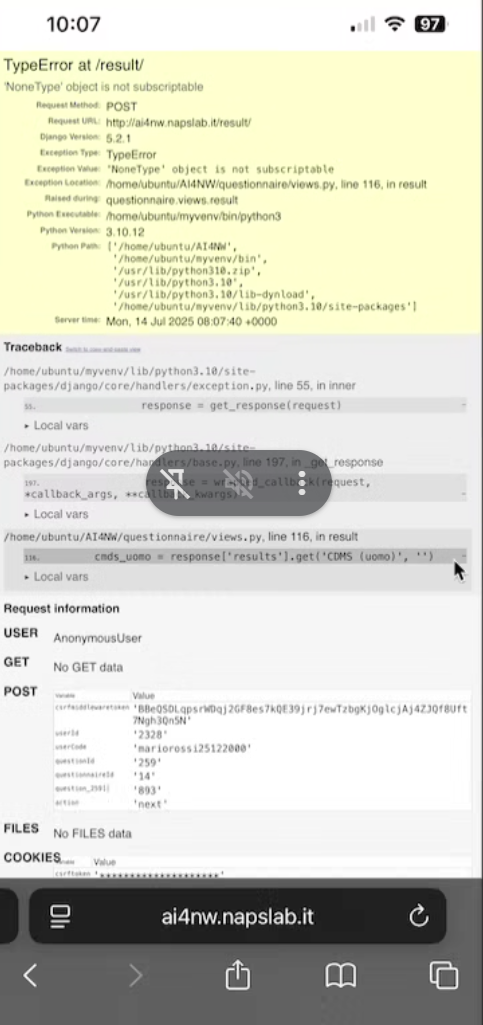 10:07
97
TypeError at /result/
'NoneType' object is not subscriptable
Request Method: POST
Request URL: http://ai4nw.napslab.it/result/
Django Version: 5.2.1
Exception Type: TypeError
Exception Value: 'NoneType' object is not subscriptable
Exception Location: /home/ubuntu/AI4NW/questionnaire/views.py, line 116, in result
Raised during: questionnaire.views.result
Python Executable: /home/ubuntu/myvenv/bin/python3
Python Version: 3.10.12
Python Path: ['/home/ubuntu/AI4NW',
'/home/ubuntu/myvenv/bin',
'/usr/lib/python310.zip',
'/usr/lib/python3.10',
'/usr/lib/python3.10/lib-dynload',
'/home/ubuntu/myvenv/lib/python3.10/site-packages']
Server time: Mon, 14 Jul 2025 08:07:40 +0000
Traceback Switch to copy-and-paste view
/home/ubuntu/myvenv/lib/python3.10/site-
packages/django/core/handlers/exception.py, line 55, in inner
55. response = get_response(request)
▸ Local vars
/home/ubuntu/myvenv/lib/python3.10/site-
packages/django/core/handlers/base.py, line 197, in _get_response
197. response = wrapped_callback(request,
*callback_args, **callback_kwargs)
▸ Local vars
/home/ubuntu/AI4NW/questionnaire/views.py, line 116, in result
116. cmds_uomo = response['results'].get('CDMS (uomo)', '')
▸ Local vars
Request information
USER AnonymousUser
GET No GET data
POST Variable Value
csrfmiddlewaretoken
userId '2328'
userCode 'mariorossi25122000'
questionId '259'
questionnaireId '14'
question_259[] '893'
action 'next'
FILES No FILES data
COOKIES Variable Value
csrftoken '********************'
ai4nw.napslab.it